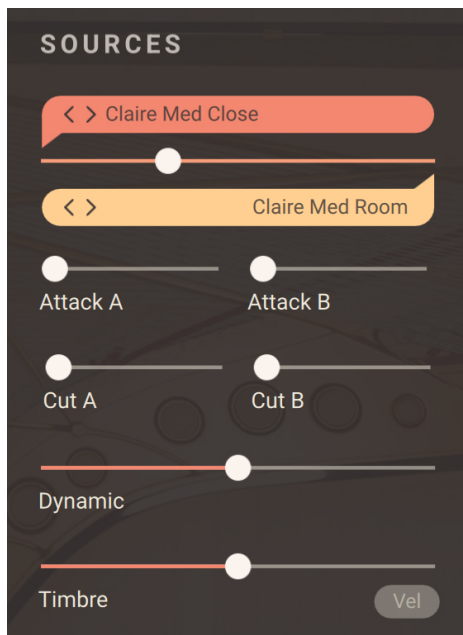 SOURCES
< > Claire Med Close
< > Claire Med Room
Attack A Attack B
Cut A Cut B
Dynamic
Timbre Vel